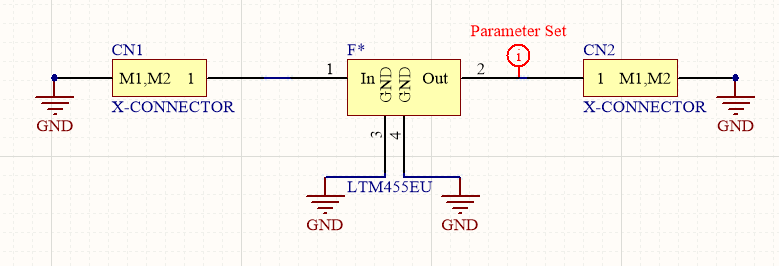 Parameter Set
i
CN1
F*
CN2
M1,M2 1
1
In
GND
GND
Out
2
1 M1,M2
X-CONNECTOR
X-CONNECTOR
GND
GND
3
4
LTM455EU
GND
GND